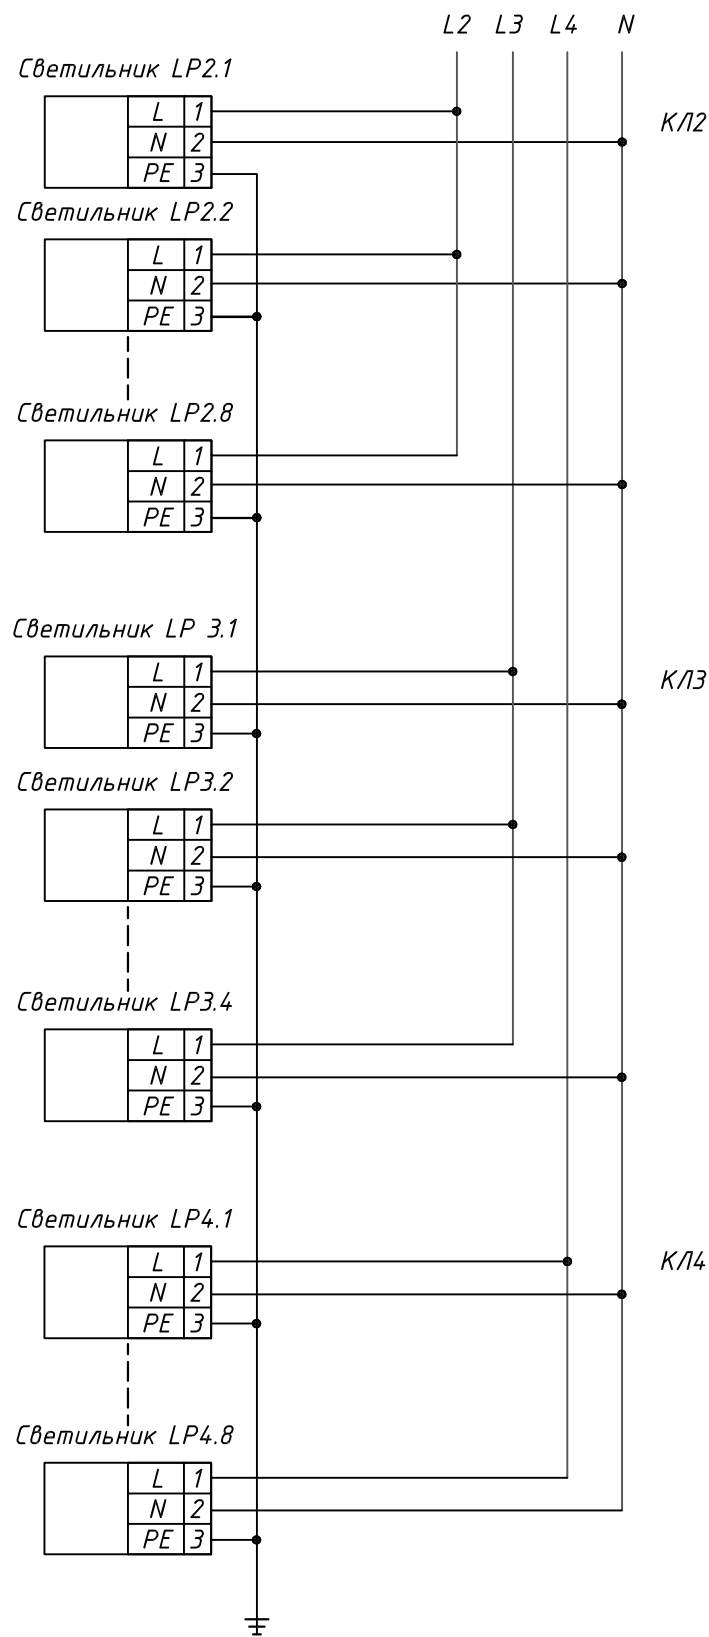 L2 L3 L4 N
Светильник LP2.1
L 1
КЛ2
N 2
PE 3
Светильник LP2.2
L 1
N 2
PE 3
Светильник LP2.8
L 1
N 2
PE 3
Светильник LP 3.1
L 1
КЛ3
N 2
PE 3
Светильник LP3.2
L 1
N 2
PE 3
Светильник LP3.4
L 1
N 2
PE 3
Светильник LP4.1
L 1
КЛ4
N 2
PE 3
Светильник LP4.8
L 1
N 2
PE 3